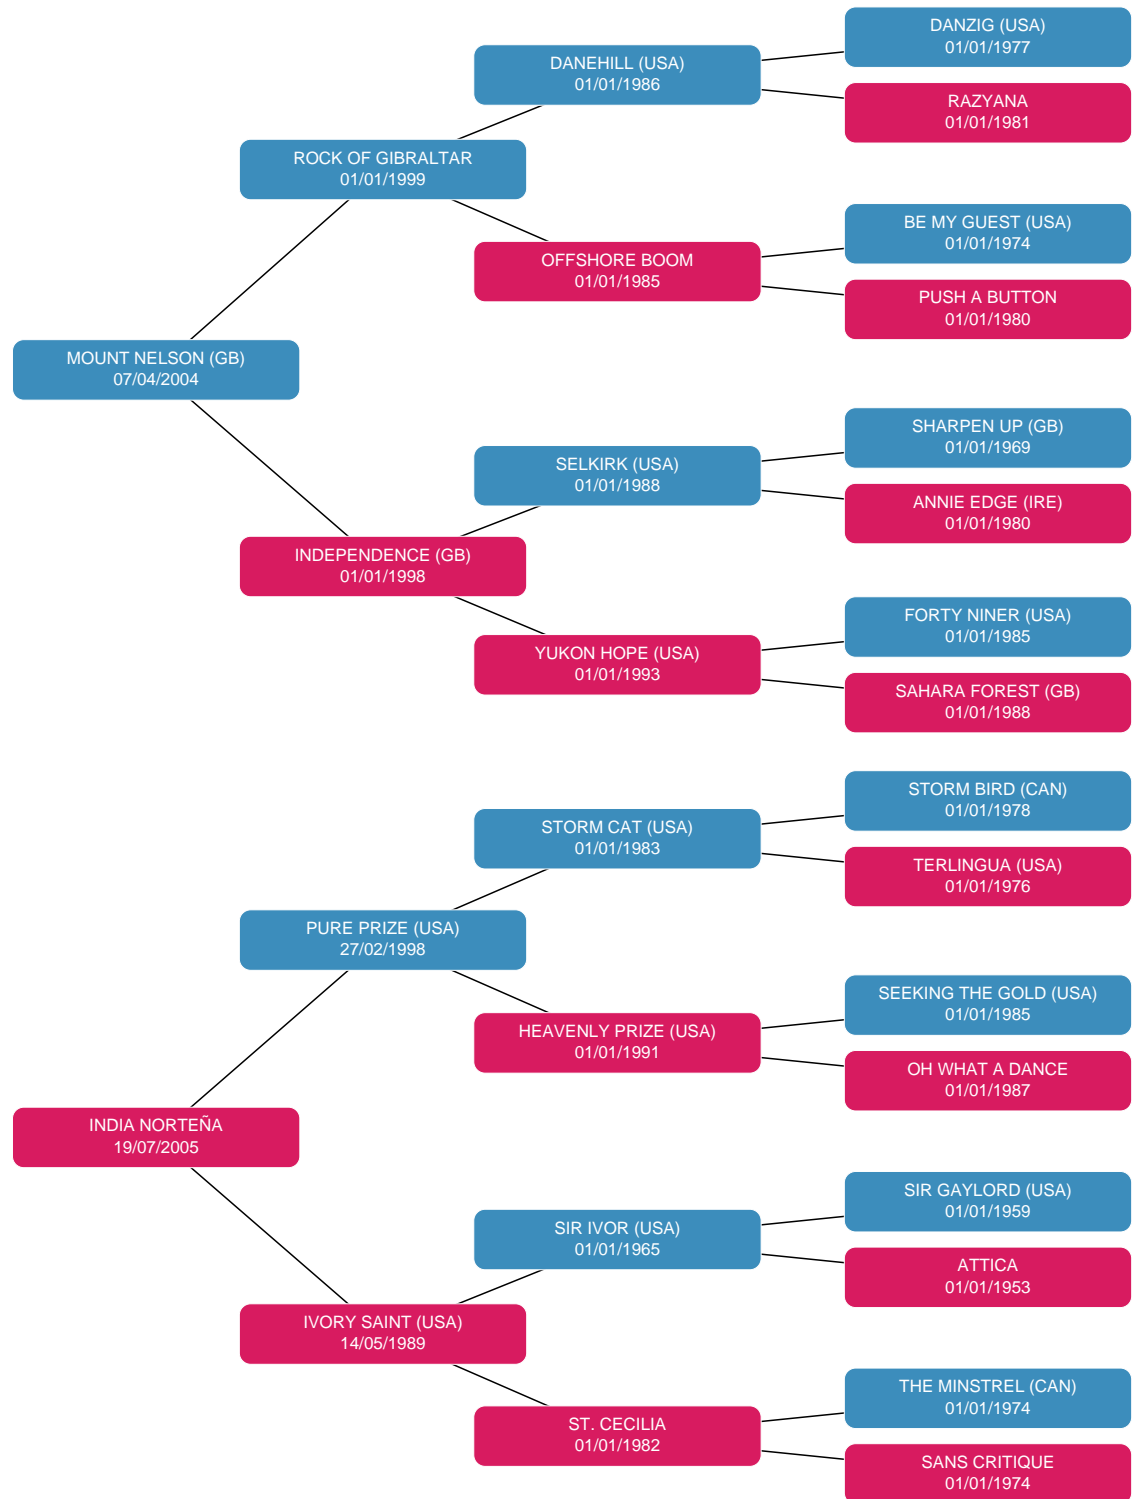 DANZIG (USA)
01/01/1977
DANEHILL (USA)
01/01/1986
RAZYANA
01/01/1981
ROCK OF GIBRALTAR
01/01/1999
BE MY GUEST (USA)
01/01/1974
OFFSHORE BOOM
01/01/1985
PUSH A BUTTON
01/01/1980
MOUNT NELSON (GB)
07/04/2004
SHARPEN UP (GB)
01/01/1969
SELKIRK (USA)
01/01/1988
ANNIE EDGE (IRE)
01/01/1980
INDEPENDENCE (GB)
01/01/1998
FORTY NINER (USA)
01/01/1985
YUKON HOPE (USA)
01/01/1993
SAHARA FOREST (GB)
01/01/1988
STORM BIRD (CAN)
01/01/1978
STORM CAT (USA)
01/01/1983
TERLINGUA (USA)
01/01/1976
PURE PRIZE (USA)
27/02/1998
SEEKING THE GOLD (USA)
01/01/1985
HEAVENLY PRIZE (USA)
01/01/1991
OH WHAT A DANCE
01/01/1987
INDIA NORTEÑA
19/07/2005
SIR GAYLORD (USA)
01/01/1959
SIR IVOR (USA)
01/01/1965
ATTICA
01/01/1953
IVORY SAINT (USA)
14/05/1989
THE MINSTREL (CAN)
01/01/1974
ST. CECILIA
01/01/1982
SANS CRITIQUE
01/01/1974